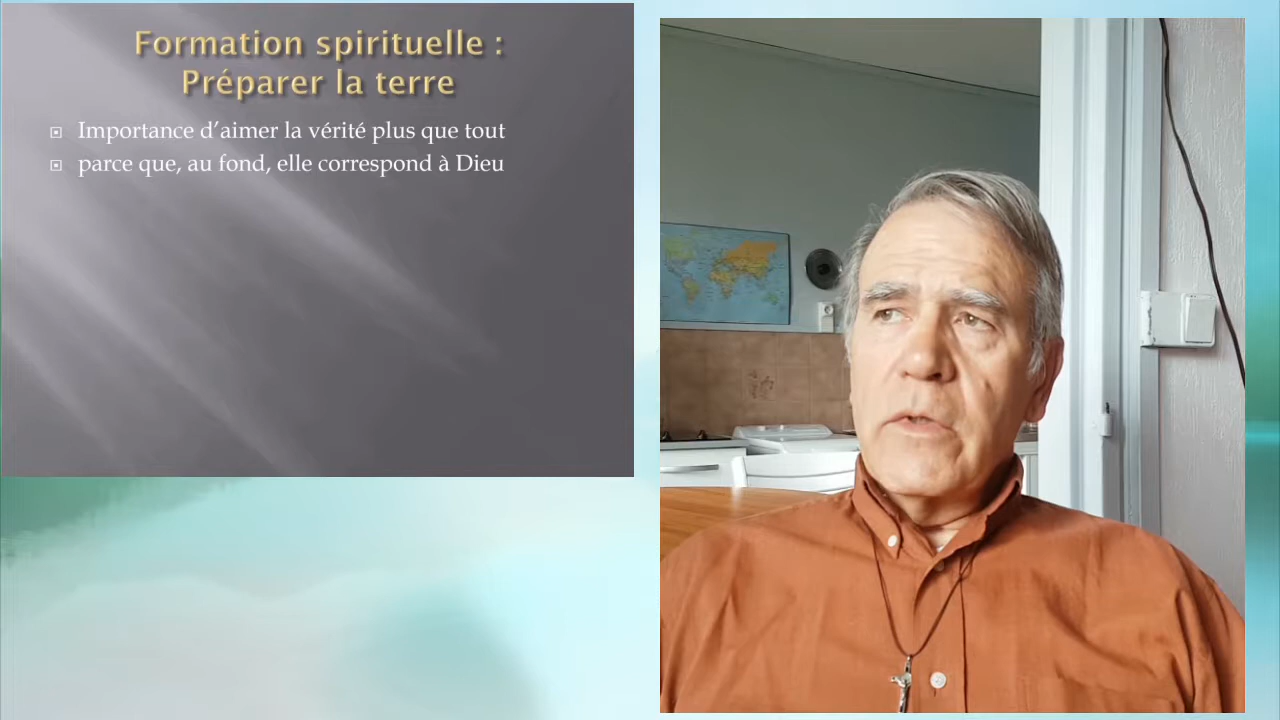 Formation spirituelle :
Préparer la terre
Importance d’aimer la vérité plus que tout
parce que, au fond, elle correspond à Dieu